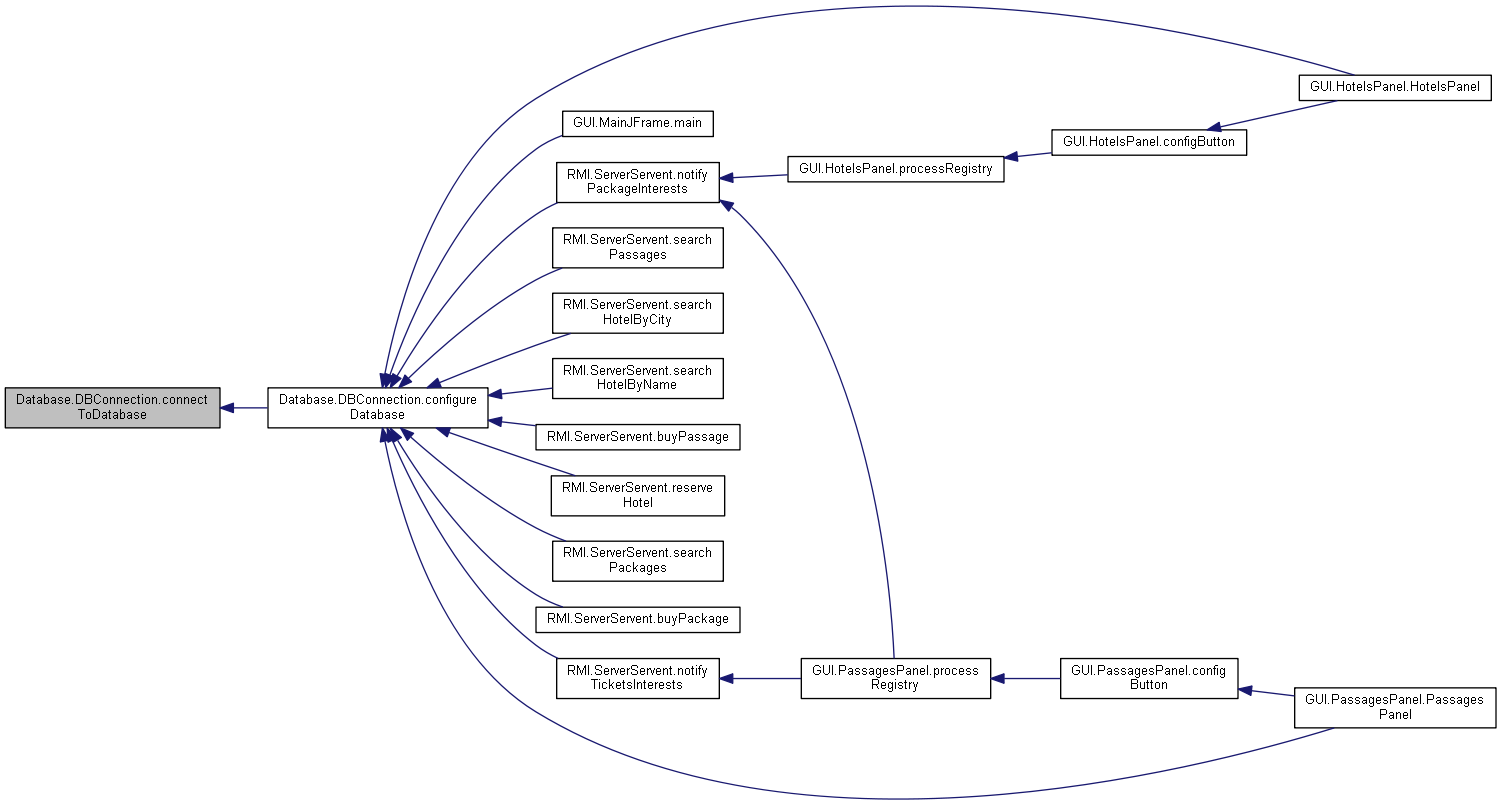 GUI.HotelsPanel.HotelsPanel
GUI.MainJFrame.main
GUI.HotelsPanel.configButton
RMI.ServerServent.notify
PackageInterests
GUI.HotelsPanel.processRegistry
RMI.ServerServent.search
Passages
RMI.ServerServent.search
HotelByCity
RMI.ServerServent.search
HotelByName
Database.DBConnection.connect
ToDatabase
Database.DBConnection.configure
Database
RMI.ServerServent.buyPassage
RMI.ServerServent.reserve
Hotel
RMI.ServerServent.search
Packages
RMI.ServerServent.buyPackage
RMI.ServerServent.notify
TicketsInterests
GUI.PassagesPanel.process
Registry
GUI.PassagesPanel.config
Button
GUI.PassagesPanel.Passages
Panel